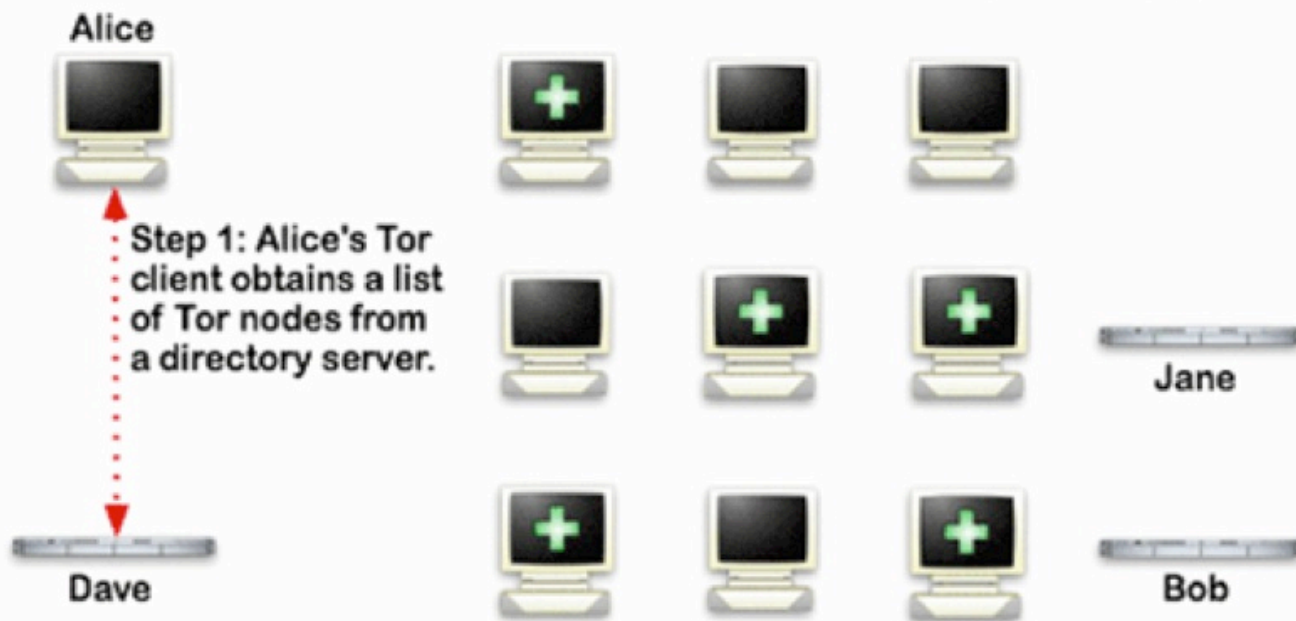 Alice
Step 1: Alice's Tor
client obtains a list
of Tor nodes from
a directory server.
Jane
Dave
Bob